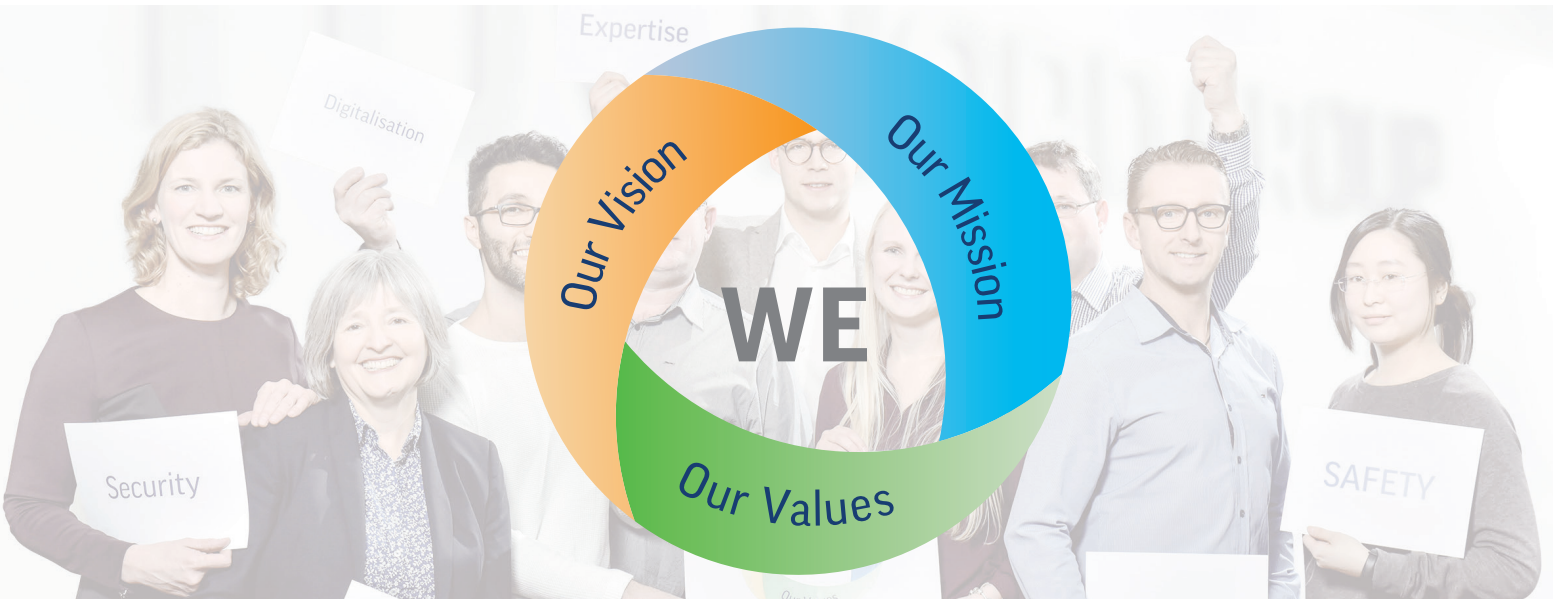 Expertise
Digitalisation
Our Vision
Our Mission
WE
Our Values
Security
SAFETY